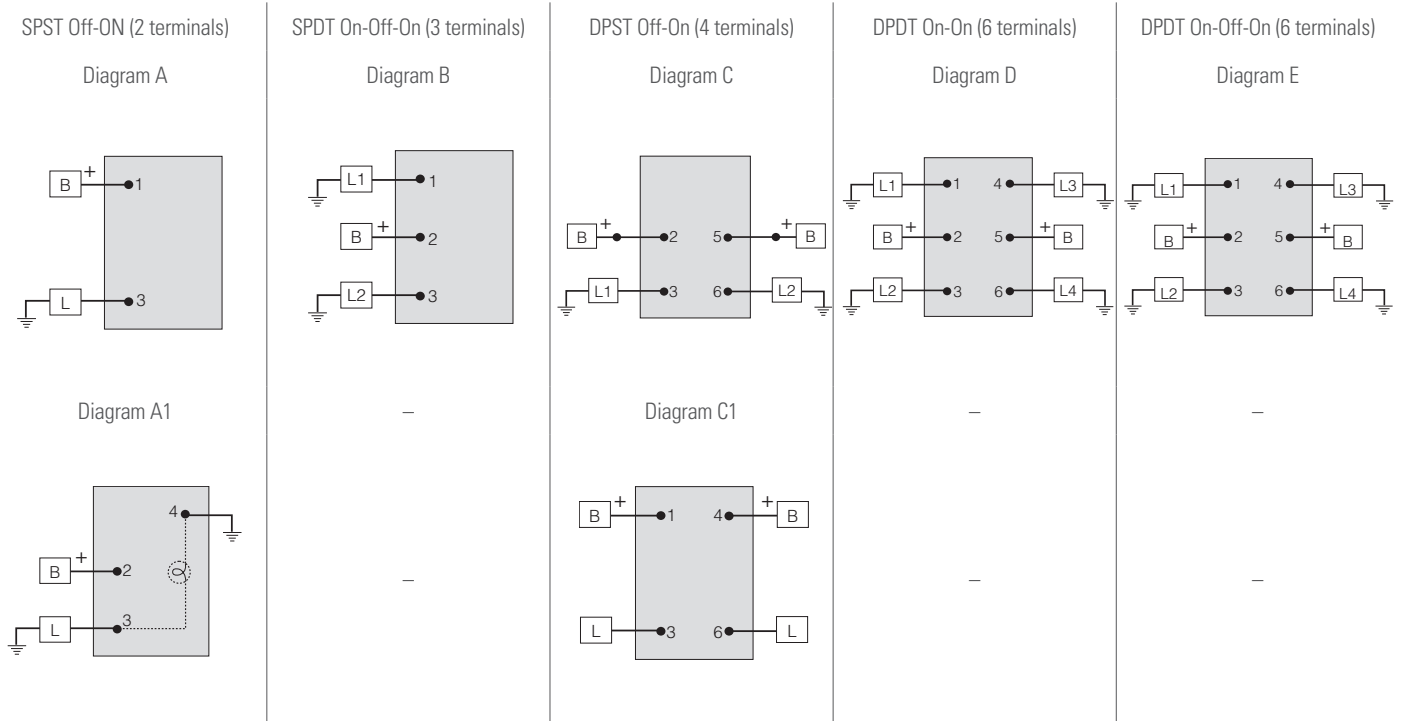 SPST Off-ON (2 terminals)
Diagram A
B + 1
L 3
Diagram A1
4
B + 2
L 3
SPDT On-Off-On (3 terminals)
Diagram B
L1 1
B + 2
L2 3
–
–
DPST Off-On (4 terminals)
Diagram C
B + 2 5 + B
L1 3 6 L2
Diagram C1
B + 1 4 + B
L 3 6 L
DPDT On-On (6 terminals)
Diagram D
L1 1 4 L3
B + 2 5 + B
L2 3 6 L4
–
–
DPDT On-Off-On (6 terminals)
Diagram E
L1 1 4 L3
B + 2 5 + B
L2 3 6 L4
–
–